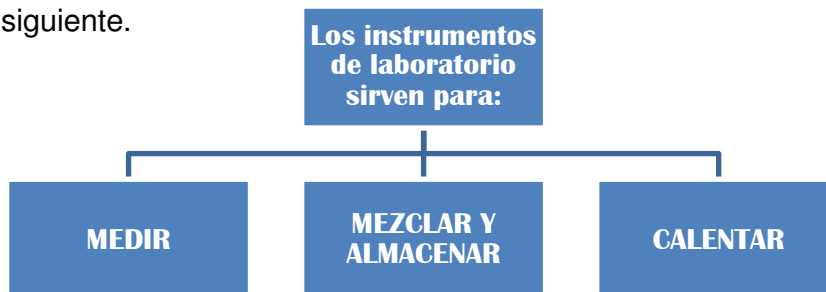 siguiente.
Los instrumentos
de laboratorio
sirven para:
MEDIR
MEZCLAR Y
ALMACENAR
CALENTAR